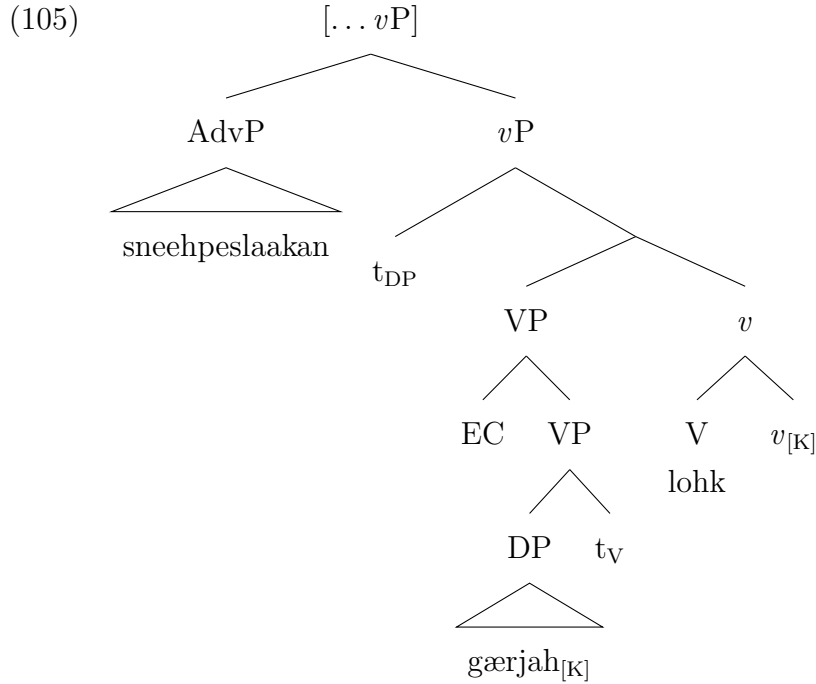 (105) [... vP]
AdvP vP
sneehpeslaakan
t_DP
VP v
EC VP V v_[K]
lohk
DP t_V
gærjah_[K]